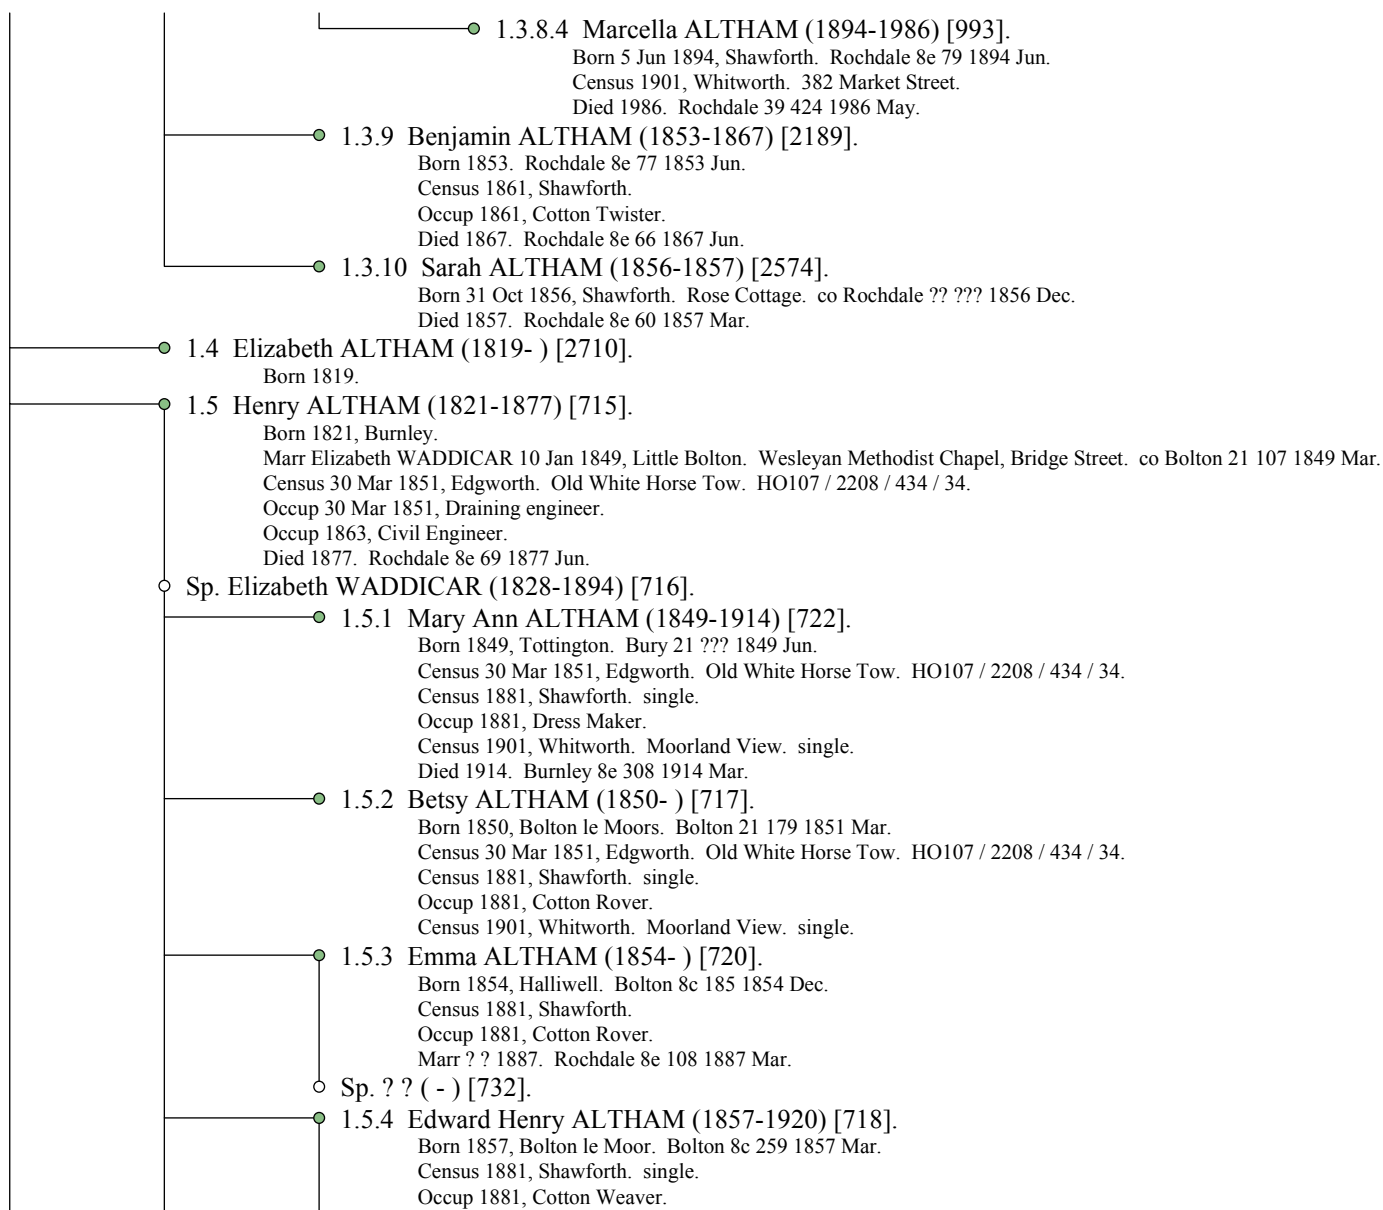 1.3.8.4 Marcella ALTHAM (1894-1986) [993].
Born 5 Jun 1894, Shawforth. Rochdale 8e 79 1894 Jun.
Census 1901, Whitworth. 382 Market Street.
Died 1986. Rochdale 39 424 1986 May.
1.3.9 Benjamin ALTHAM (1853-1867) [2189].
Born 1853. Rochdale 8e 77 1853 Jun.
Census 1861, Shawforth.
Occup 1861, Cotton Twister.
Died 1867. Rochdale 8e 66 1867 Jun.
1.3.10 Sarah ALTHAM (1856-1857) [2574].
Born 31 Oct 1856, Shawforth. Rose Cottage. co Rochdale ?? ??? 1856 Dec.
Died 1857. Rochdale 8e 60 1857 Mar.
1.4 Elizabeth ALTHAM (1819- ) [2710].
Born 1819.
1.5 Henry ALTHAM (1821-1877) [715].
Born 1821, Burnley.
Marr Elizabeth WADDICAR 10 Jan 1849, Little Bolton. Wesleyan Methodist Chapel, Bridge Street. co Bolton 21 107 1849 Mar.
Census 30 Mar 1851, Edgworth. Old White Horse Tow. HO107 / 2208 / 434 / 34.
Occup 30 Mar 1851, Draining engineer.
Occup 1863, Civil Engineer.
Died 1877. Rochdale 8e 69 1877 Jun.
Sp. Elizabeth WADDICAR (1828-1894) [716].
1.5.1 Mary Ann ALTHAM (1849-1914) [722].
Born 1849, Tottington. Bury 21 ??? 1849 Jun.
Census 30 Mar 1851, Edgworth. Old White Horse Tow. HO107 / 2208 / 434 / 34.
Census 1881, Shawforth. single.
Occup 1881, Dress Maker.
Census 1901, Whitworth. Moorland View. single.
Died 1914. Burnley 8e 308 1914 Mar.
1.5.2 Betsy ALTHAM (1850- ) [717].
Born 1850, Bolton le Moors. Bolton 21 179 1851 Mar.
Census 30 Mar 1851, Edgworth. Old White Horse Tow. HO107 / 2208 / 434 / 34.
Census 1881, Shawforth. single.
Occup 1881, Cotton Rover.
Census 1901, Whitworth. Moorland View. single.
1.5.3 Emma ALTHAM (1854- ) [720].
Born 1854, Halliwell. Bolton 8c 185 1854 Dec.
Census 1881, Shawforth.
Occup 1881, Cotton Rover.
Marr ? ? 1887. Rochdale 8e 108 1887 Mar.
Sp. ? ? ( - ) [732].
1.5.4 Edward Henry ALTHAM (1857-1920) [718].
Born 1857, Bolton le Moor. Bolton 8c 259 1857 Mar.
Census 1881, Shawforth. single.
Occup 1881, Cotton Weaver.